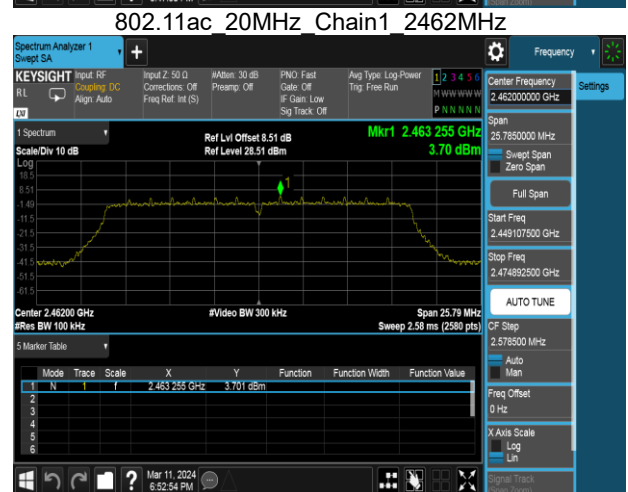 802.11ac_20MHz_Chain1_2462MHz
Spectrum Analyzer 1
Swept SA
Frequency
KEYSIGHT
RL
LXI
Input: RF
Coupling: DC
Align: Auto
Input Z: 50 Ω
Corrections: Off
Freq Ref: Int (S)
#Atten: 30 dB
Preamp: Off
PNO: Fast
Gate: Off
IF Gain: Low
Sig Track: Off
Avg Type: Log-Power
Trig: Free Run
1 2 3 4 5 6
M W W W W W
P N N N N N
Center Frequency
2.462000000 GHz
Settings
Span
25.7850000 MHz
Swept Span
Zero Span
Full Span
Start Freq
2.449107500 GHz
Stop Freq
2.474892500 GHz
AUTO TUNE
CF Step
2.578500 MHz
Auto
Man
Freq Offset
0 Hz
X Axis Scale
Log
Lin
Signal Track
(Span Zoom)
1 Spectrum
Scale/Div 10 dB
Log
Ref Lvl Offset 8.51 dB
Ref Level 28.51 dBm
Mkr1 2.463 255 GHz
3.70 dBm
18.5
8.51
-1.49
-11.5
-21.5
-31.5
-41.5
-51.5
-61.5
1
Center 2.46200 GHz
#Res BW 100 kHz
#Video BW 300 kHz
Span 25.79 MHz
Sweep 2.58 ms (2580 pts)
5 Marker Table
Mode Trace Scale X Y Function Function Width Function Value
1 N 1 f 2.463 255 GHz 3.701 dBm
2
3
4
5
6
?
Mar 11, 2024
6:52:54 PM